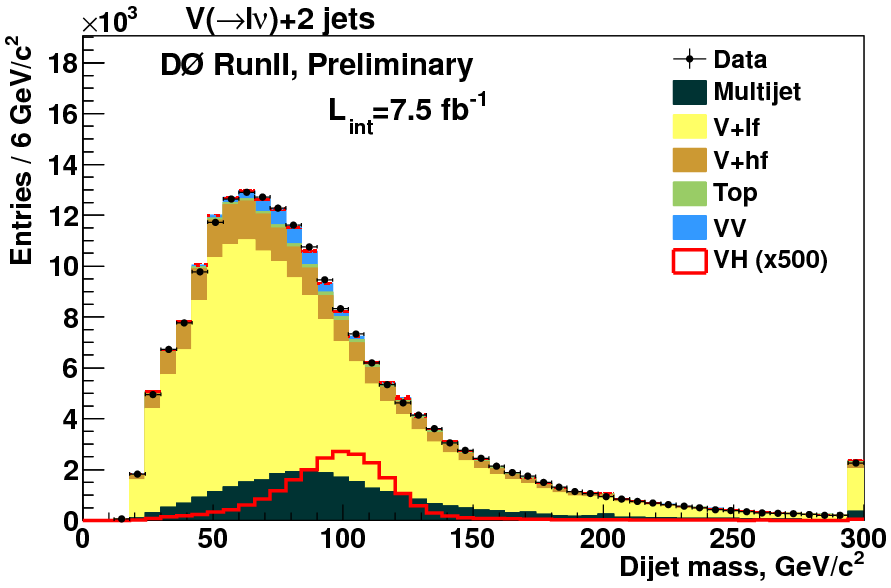 ×10³ V(→lν)+2 jets
DØ RunII, Preliminary
L_int=7.5 fb⁻¹
Data
Multijet
V+lf
V+hf
Top
VV
VH (x500)
Entries / 6 GeV/c²
18
16
14
12
10
8
6
4
2
0
0 50 100 150 200 250 300
Dijet mass, GeV/c²